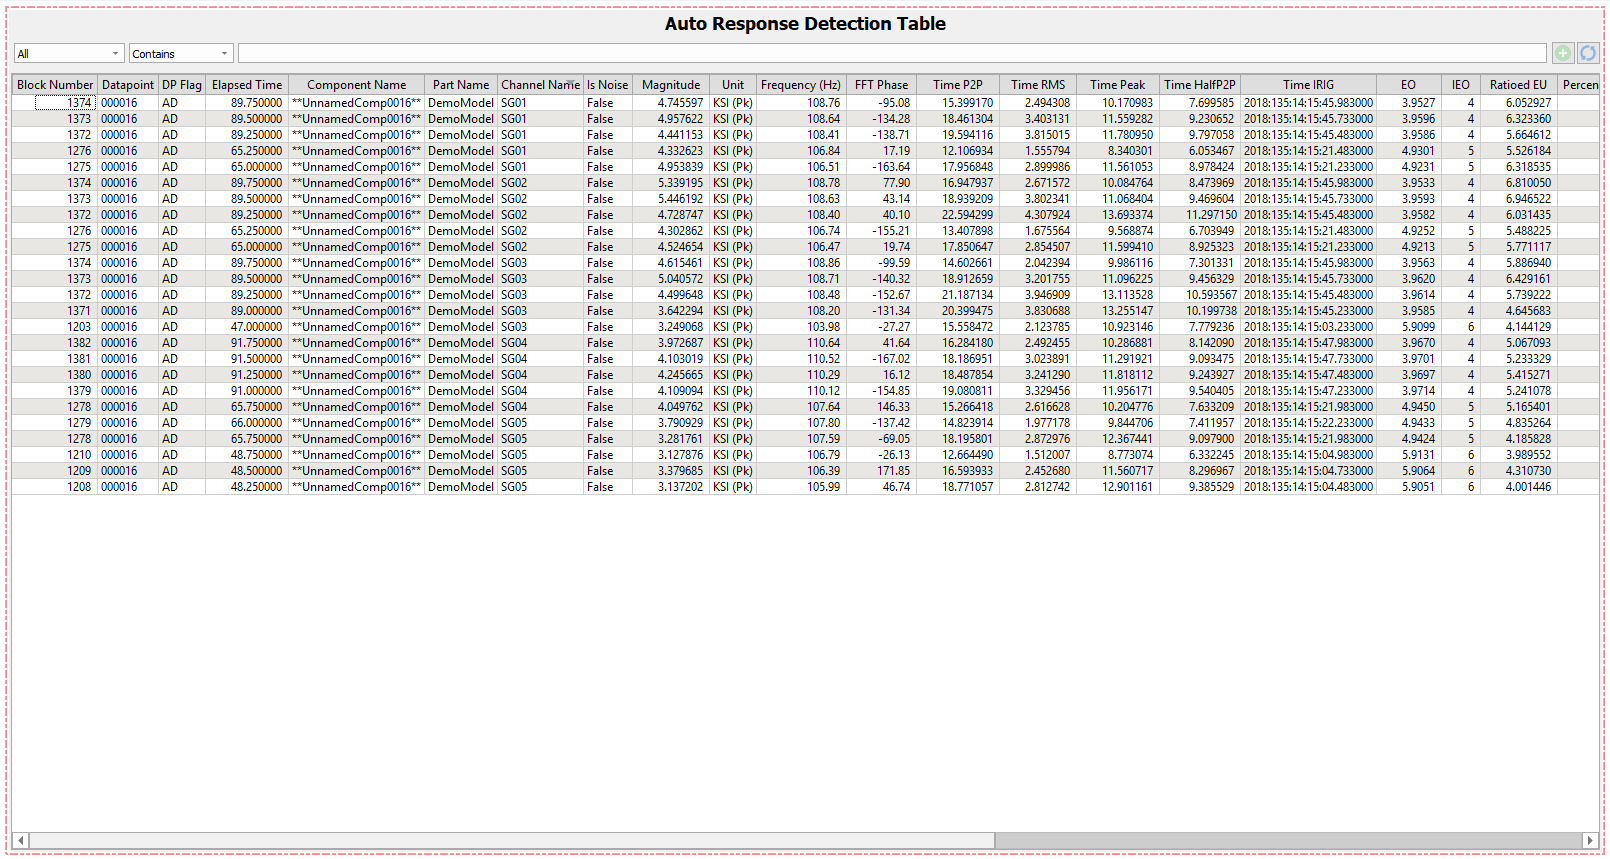 Auto Response Detection Table
All Contains
Block Number Datapoint DP Flag Elapsed Time Component Name Part Name Channel Name Is Noise Magnitude Unit Frequency (Hz) FFT Phase Time P2P Time RMS Time Peak Time HalfP2P Time IRIG EO IEO Ratioed EU Percen
1374 000016 AD 89.750000 **UnnamedComp0016** DemoModel SG01 False 4.745597 KSI (Pk) 108.76 -95.08 15.399170 2.494308 10.170983 7.699585 2018:135:14:15:45.983000 3.9527 4 6.052927
1373 000016 AD 89.500000 **UnnamedComp0016** DemoModel SG01 False 4.957622 KSI (Pk) 108.64 -134.28 18.461304 3.403131 11.559282 9.230652 2018:135:14:15:45.733000 3.9596 4 6.323360
1372 000016 AD 89.250000 **UnnamedComp0016** DemoModel SG01 False 4.441153 KSI (Pk) 108.41 -138.71 19.594116 3.815015 11.780950 9.797058 2018:135:14:15:45.483000 3.9586 4 5.664612
1276 000016 AD 65.250000 **UnnamedComp0016** DemoModel SG01 False 4.332623 KSI (Pk) 106.84 17.19 12.106934 1.555794 8.340301 6.053467 2018:135:14:15:21.483000 4.9301 5 5.526184
1275 000016 AD 65.000000 **UnnamedComp0016** DemoModel SG01 False 4.953839 KSI (Pk) 106.51 -163.64 17.956848 2.899986 11.561053 8.978424 2018:135:14:15:21.233000 4.9231 5 6.318535
1374 000016 AD 89.750000 **UnnamedComp0016** DemoModel SG02 False 5.339195 KSI (Pk) 108.78 77.90 16.947937 2.671572 10.084764 8.473969 2018:135:14:15:45.983000 3.9533 4 6.810050
1373 000016 AD 89.500000 **UnnamedComp0016** DemoModel SG02 False 5.446192 KSI (Pk) 108.63 43.14 18.939209 3.802341 11.068404 9.469604 2018:135:14:15:45.733000 3.9593 4 6.946522
1372 000016 AD 89.250000 **UnnamedComp0016** DemoModel SG02 False 4.728747 KSI (Pk) 108.40 40.10 22.594299 4.307924 13.693374 11.297150 2018:135:14:15:45.483000 3.9582 4 6.031435
1276 000016 AD 65.250000 **UnnamedComp0016** DemoModel SG02 False 4.302862 KSI (Pk) 106.74 -155.21 13.407898 1.675564 9.568874 6.703949 2018:135:14:15:21.483000 4.9252 5 5.488225
1275 000016 AD 65.000000 **UnnamedComp0016** DemoModel SG02 False 4.524654 KSI (Pk) 106.47 19.74 17.850647 2.854507 11.599410 8.925323 2018:135:14:15:21.233000 4.9213 5 5.771117
1374 000016 AD 89.750000 **UnnamedComp0016** DemoModel SG03 False 4.615461 KSI (Pk) 108.86 -99.59 14.602661 2.042394 9.986116 7.301331 2018:135:14:15:45.983000 3.9563 4 5.886940
1373 000016 AD 89.500000 **UnnamedComp0016** DemoModel SG03 False 5.040572 KSI (Pk) 108.71 -140.32 18.912659 3.201755 11.096225 9.456329 2018:135:14:15:45.733000 3.9620 4 6.429161
1372 000016 AD 89.250000 **UnnamedComp0016** DemoModel SG03 False 4.499648 KSI (Pk) 108.48 -152.67 21.187134 3.946909 13.113528 10.593567 2018:135:14:15:45.483000 3.9614 4 5.739222
1371 000016 AD 89.000000 **UnnamedComp0016** DemoModel SG03 False 3.642294 KSI (Pk) 108.20 -131.34 20.399475 3.830688 13.255147 10.199738 2018:135:14:15:45.233000 3.9585 4 4.645683
1203 000016 AD 47.000000 **UnnamedComp0016** DemoModel SG03 False 3.249068 KSI (Pk) 103.98 -27.27 15.558472 2.123785 10.923146 7.779236 2018:135:14:15:03.233000 5.9099 6 4.144129
1382 000016 AD 91.750000 **UnnamedComp0016** DemoModel SG04 False 3.972687 KSI (Pk) 110.64 41.64 16.284180 2.492455 10.286881 8.142090 2018:135:14:15:47.983000 3.9670 4 5.067093
1381 000016 AD 91.500000 **UnnamedComp0016** DemoModel SG04 False 4.103019 KSI (Pk) 110.52 -167.02 18.186951 3.023891 11.291921 9.093475 2018:135:14:15:47.733000 3.9701 4 5.233329
1380 000016 AD 91.250000 **UnnamedComp0016** DemoModel SG04 False 4.245665 KSI (Pk) 110.29 16.12 18.487854 3.241290 11.818112 9.243927 2018:135:14:15:47.483000 3.9697 4 5.415271
1379 000016 AD 91.000000 **UnnamedComp0016** DemoModel SG04 False 4.109094 KSI (Pk) 110.12 -154.85 19.080811 3.329456 11.956171 9.540405 2018:135:14:15:47.233000 3.9714 4 5.241078
1278 000016 AD 65.750000 **UnnamedComp0016** DemoModel SG04 False 4.049762 KSI (Pk) 107.64 146.33 15.266418 2.616628 10.204776 7.633209 2018:135:14:15:21.983000 4.9450 5 5.165401
1279 000016 AD 66.000000 **UnnamedComp0016** DemoModel SG05 False 3.790929 KSI (Pk) 107.80 -137.42 14.823914 1.977178 9.844706 7.411957 2018:135:14:15:22.233000 4.9433 5 4.835264
1278 000016 AD 65.750000 **UnnamedComp0016** DemoModel SG05 False 3.281761 KSI (Pk) 107.59 -69.05 18.195801 2.872976 12.367441 9.097900 2018:135:14:15:21.983000 4.9424 5 4.185828
1210 000016 AD 48.750000 **UnnamedComp0016** DemoModel SG05 False 3.127876 KSI (Pk) 106.79 -26.13 12.664490 1.512007 8.773074 6.332245 2018:135:14:15:04.983000 5.9131 6 3.989552
1209 000016 AD 48.500000 **UnnamedComp0016** DemoModel SG05 False 3.379685 KSI (Pk) 106.39 171.85 16.593933 2.452680 11.560717 8.296967 2018:135:14:15:04.733000 5.9064 6 4.310730
1208 000016 AD 48.250000 **UnnamedComp0016** DemoModel SG05 False 3.137202 KSI (Pk) 105.99 46.74 18.771057 2.812742 12.901161 9.385529 2018:135:14:15:04.483000 5.9051 6 4.001446